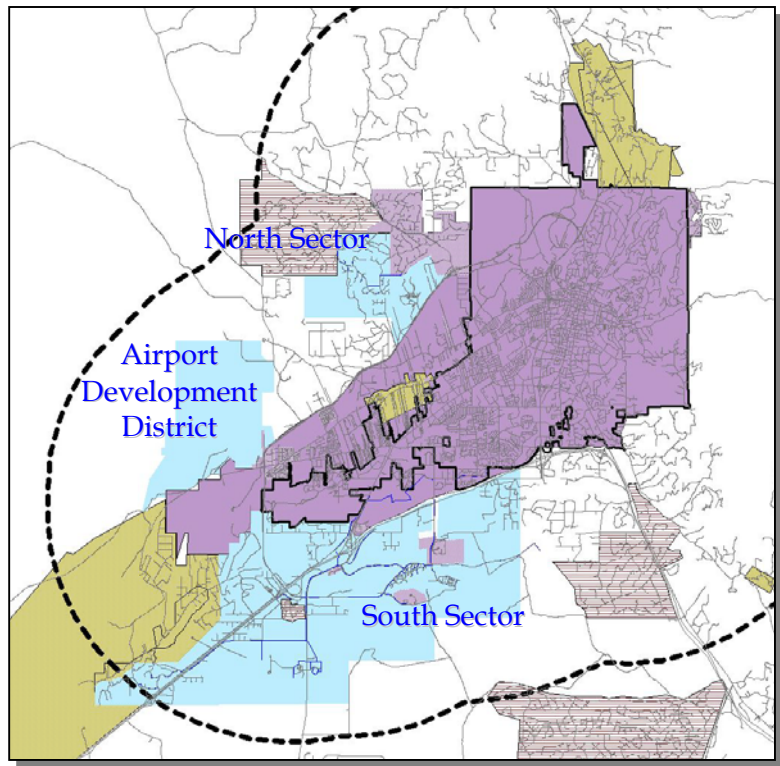 North Sector
Airport
Development
District
South Sector